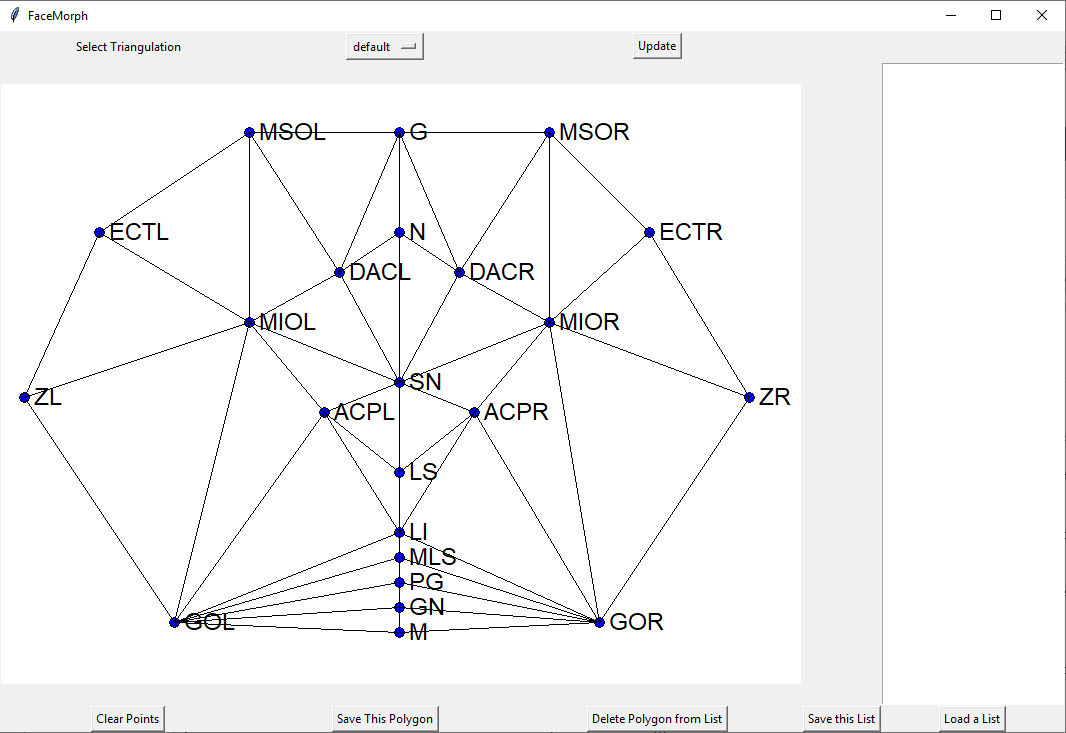 FaceMorph
Select Triangulation default Update
MSOL G MSOR
ECTL N ECTR
DACL DACR
MIOL MIOR
SN
ZL ZR
ACPL ACPR
LS
LI
MLS
PG
GN
GOL GOR
M
Clear Points Save This Polygon Delete Polygon from List Save this List Load a List